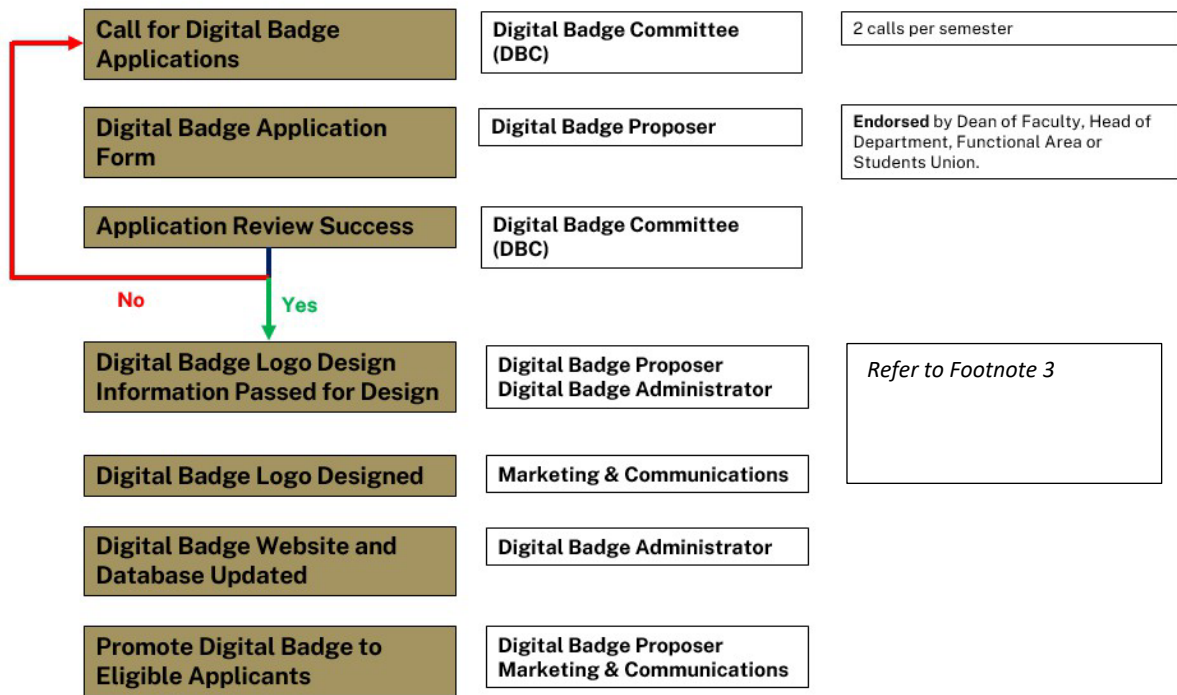 Call for Digital Badge
Applications
Digital Badge Committee
(DBC)
2 calls per semester
Digital Badge Application
Form
Digital Badge Proposer
Endorsed by Dean of Faculty, Head of
Department, Functional Area or
Students Union.
Application Review Success
Digital Badge Committee
(DBC)
No
Yes
Digital Badge Logo Design
Information Passed for Design
Digital Badge Proposer
Digital Badge Administrator
Refer to Footnote 3
Digital Badge Logo Designed
Marketing & Communications
Digital Badge Website and
Database Updated
Digital Badge Administrator
Promote Digital Badge to
Eligible Applicants
Digital Badge Proposer
Marketing & Communications